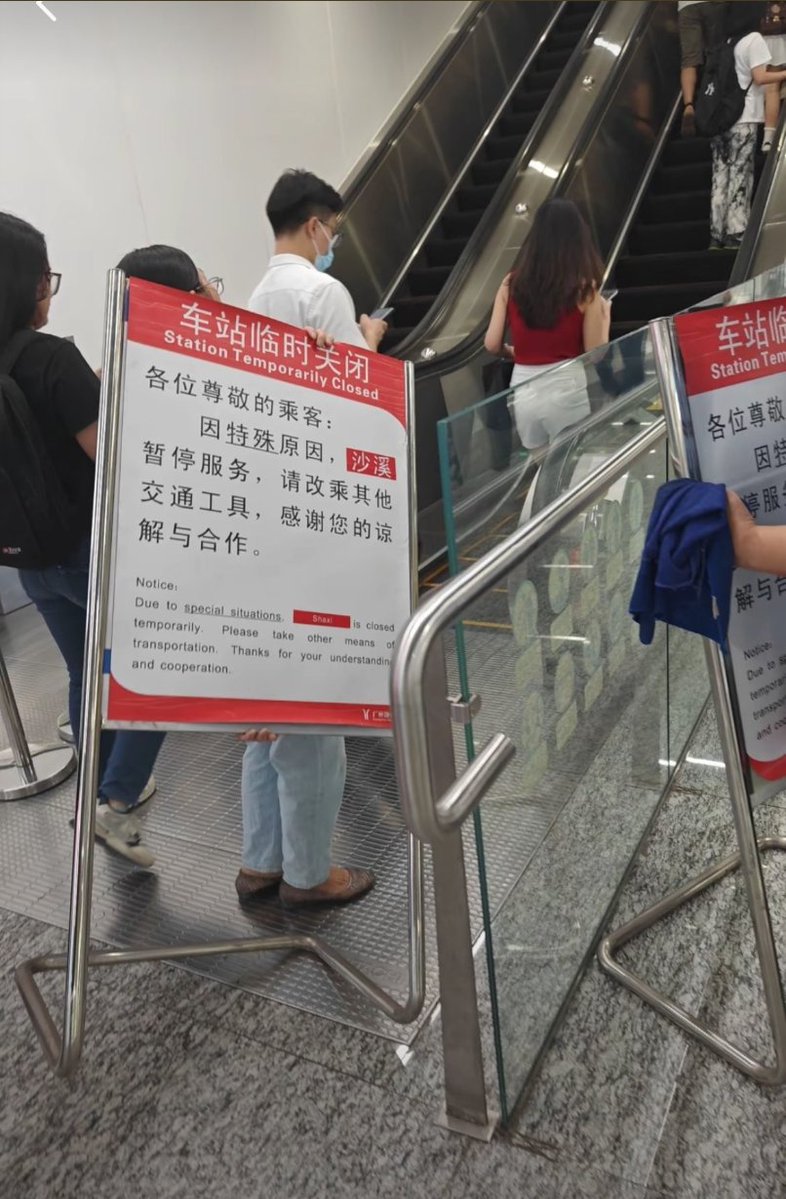 车站临时关闭
Station Temporarily Closed
各位尊敬的乘客：
因特殊原因，沙溪
暂停服务，请改乘其他
交通工具，感谢您的谅
解与合作。
Notice:
Due to special situations, Shaxi is closed
temporarily. Please take other means of
transportation. Thanks for your understanding
and cooperation.
车站临
Station Tem
各位尊敬
因特
停服务
解与合
Notice:
Due to
temporar
transport
and coo